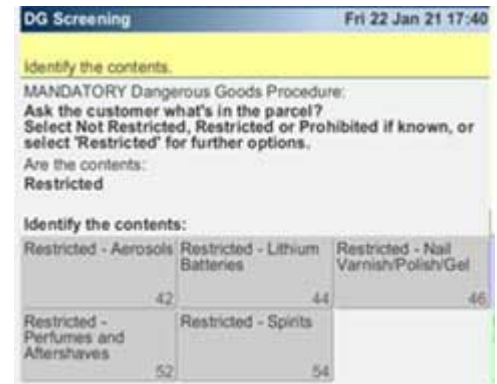 DG Screening Fri 22 Jan 21 17:40
Identify the contents.
MANDATORY Dangerous Goods Procedure:
Ask the customer what's in the parcel?
Select Not Restricted, Restricted or Prohibited if known, or
select 'Restricted' for further options.
Are the contents:
Restricted
Identify the contents:
Restricted - Aerosols
42
Restricted - Lithium
Batteries
44
Restricted - Nail
Varnish/Polish/Gel
46
Restricted -
Perfumes and
Aftershaves
52
Restricted - Spirits
54